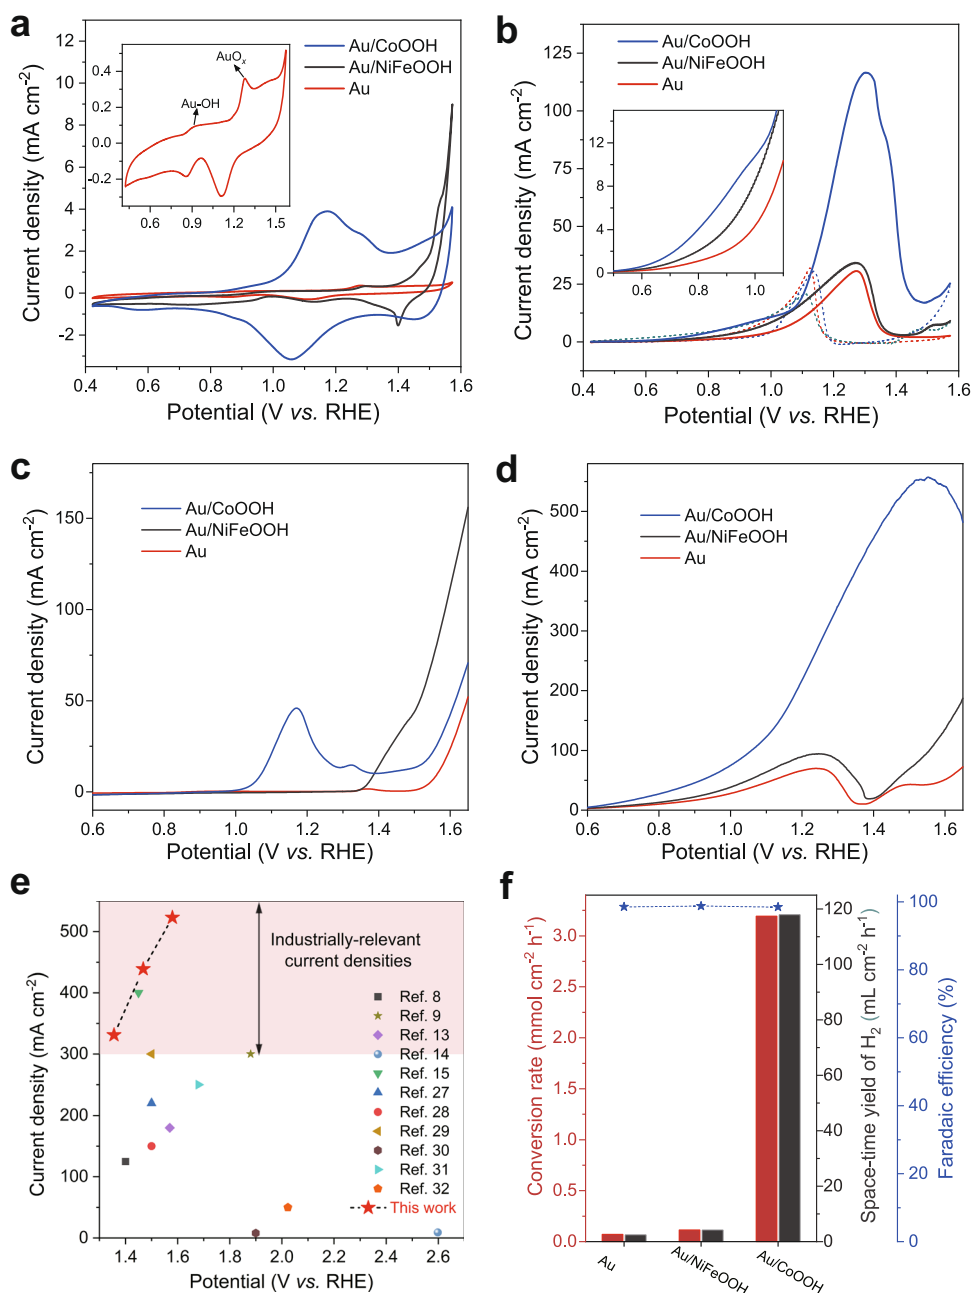 a
Au/CoOOH
Au/NiFeOOH
Au
AuOₓ
Au-OH
0.4
0.2
0.0
-0.2
0.6 0.9 1.2 1.5
12
10
8
6
4
2
0
-2
0.4 0.6 0.8 1.0 1.2 1.4 1.6
Current density (mA cm⁻²)
Potential (V vs. RHE)
b
Au/CoOOH
Au/NiFeOOH
Au
12
8
4
0
0.6 0.8 1.0
125
100
75
50
25
0
0.4 0.6 0.8 1.0 1.2 1.4 1.6
Current density (mA cm⁻²)
Potential (V vs. RHE)
c
Au/CoOOH
Au/NiFeOOH
Au
150
100
50
0
0.6 0.8 1.0 1.2 1.4 1.6
Current density (mA cm⁻²)
Potential (V vs. RHE)
d
Au/CoOOH
Au/NiFeOOH
Au
500
400
300
200
100
0
0.6 0.8 1.0 1.2 1.4 1.6
Current density (mA cm⁻²)
Potential (V vs. RHE)
e
Industrially-relevant
current densities
Ref. 8
Ref. 9
Ref. 13
Ref. 14
Ref. 15
Ref. 27
Ref. 28
Ref. 29
Ref. 30
Ref. 31
Ref. 32
This work
500
400
300
200
100
0
1.4 1.6 1.8 2.0 2.2 2.4 2.6
Current density (mA cm⁻²)
Potential (V vs. RHE)
f
3.0
2.5
2.0
1.5
1.0
0.5
0.0
Conversion rate (mmol cm⁻² h⁻¹)
120
100
80
60
40
20
0
Space-time yield of H₂ (mL cm⁻² h⁻¹)
100
80
60
40
20
0
Faradaic efficiency (%)
Au
Au/NiFeOOH
Au/CoOOH